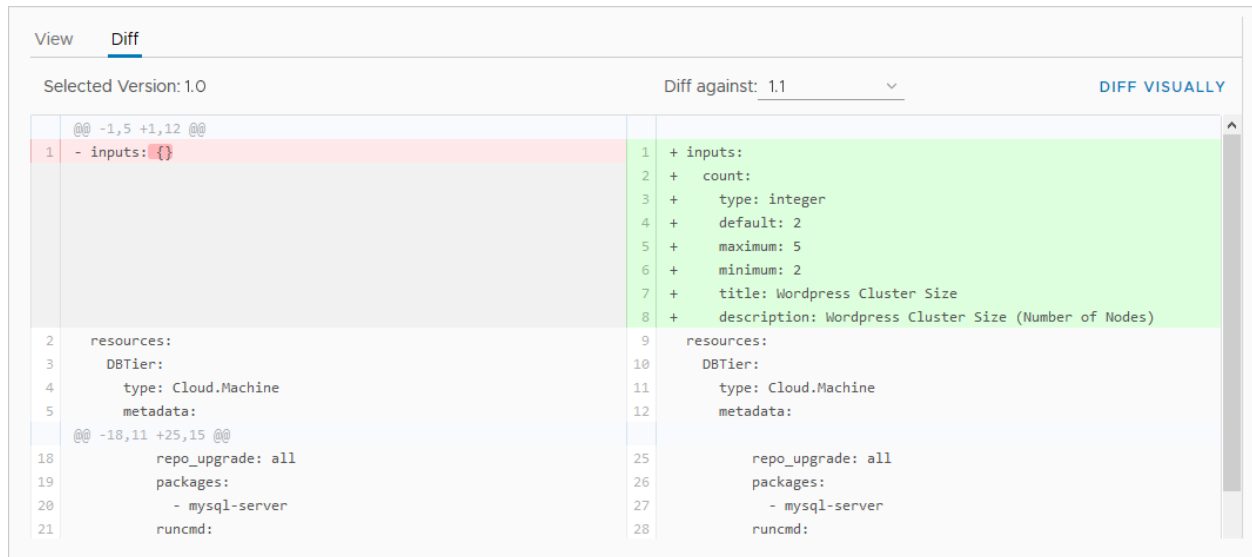 View Diff
Selected Version: 1.0 Diff against: 1.1 DIFF VISUALLY
@@ -1,5 +1,12 @@
1 - inputs: {} 1 + inputs:
2 + count:
3 + type: integer
4 + default: 2
5 + maximum: 5
6 + minimum: 2
7 + title: Wordpress Cluster Size
8 + description: Wordpress Cluster Size (Number of Nodes)
2 resources: 9 resources:
3 DBTier: 10 DBTier:
4 type: Cloud.Machine 11 type: Cloud.Machine
5 metadata: 12 metadata:
@@ -18,11 +25,15 @@
18 repo_upgrade: all 25 repo_upgrade: all
19 packages: 26 packages:
20 - mysql-server 27 - mysql-server
21 runcmd: 28 runcmd: